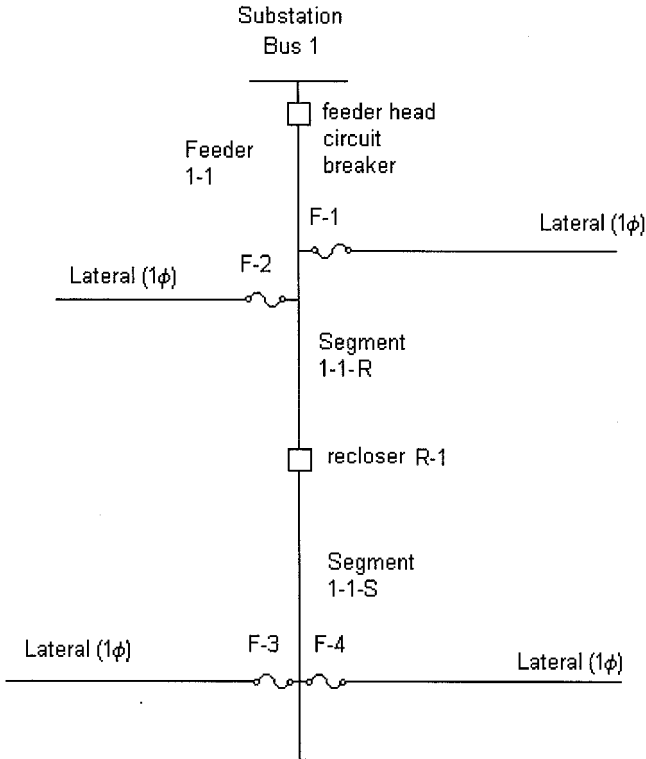 Substation
Bus 1
feeder head
circuit
breaker
Feeder
1-1
F-1
Lateral (1ϕ)
F-2
Lateral (1ϕ)
Segment
1-1-R
recloser R-1
Segment
1-1-S
F-3
F-4
Lateral (1ϕ)
Lateral (1ϕ)